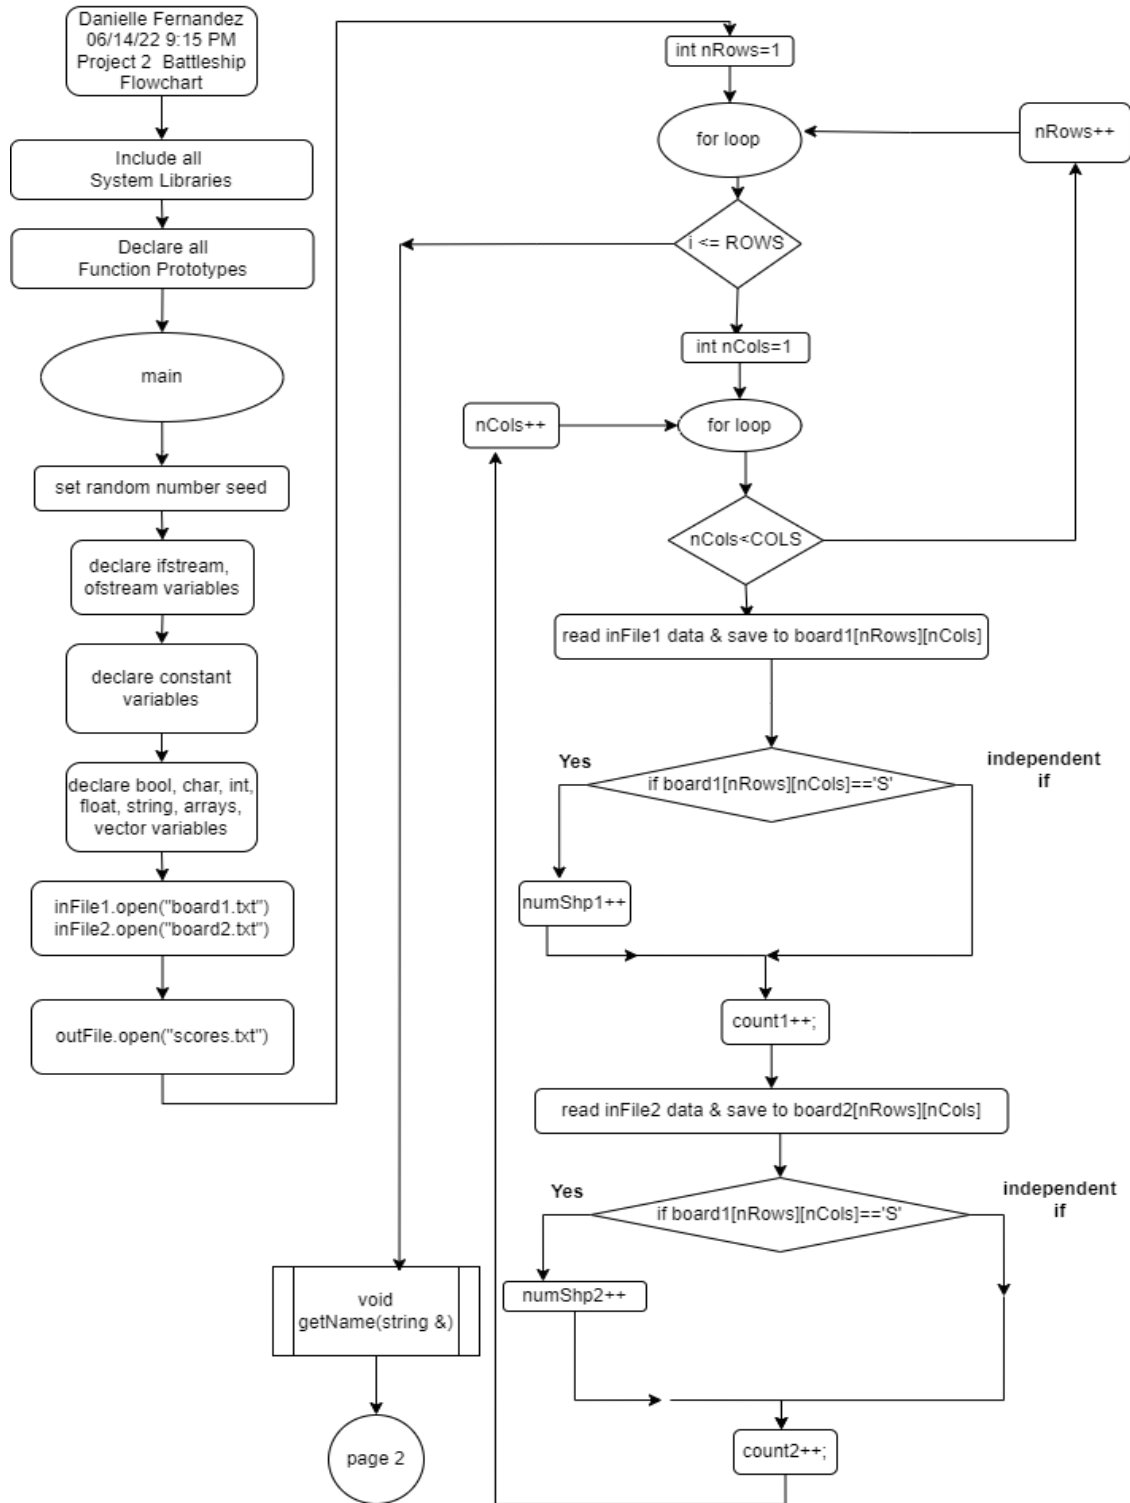 Danielle Fernandez
06/14/22 9:15 PM
Project 2  Battleship
Flowchart
Include all
System Libraries
Declare all
Function Prototypes
main
set random number seed
declare ifstream,
ofstream variables
declare constant
variables
declare bool, char, int,
float, string, arrays,
vector variables
inFile1.open("board1.txt")
inFile2.open("board2.txt")
outFile.open("scores.txt")
int nRows=1
for loop
nRows++
i <= ROWS
int nCols=1
nCols++
for loop
nCols<COLS
read inFile1 data & save to board1[nRows][nCols]
Yes
if board1[nRows][nCols]=='S'
independent
if
numShp1++
count1++;
read inFile2 data & save to board2[nRows][nCols]
Yes
if board1[nRows][nCols]=='S'
independent
if
numShp2++
count2++;
void
getName(string &)
page 2